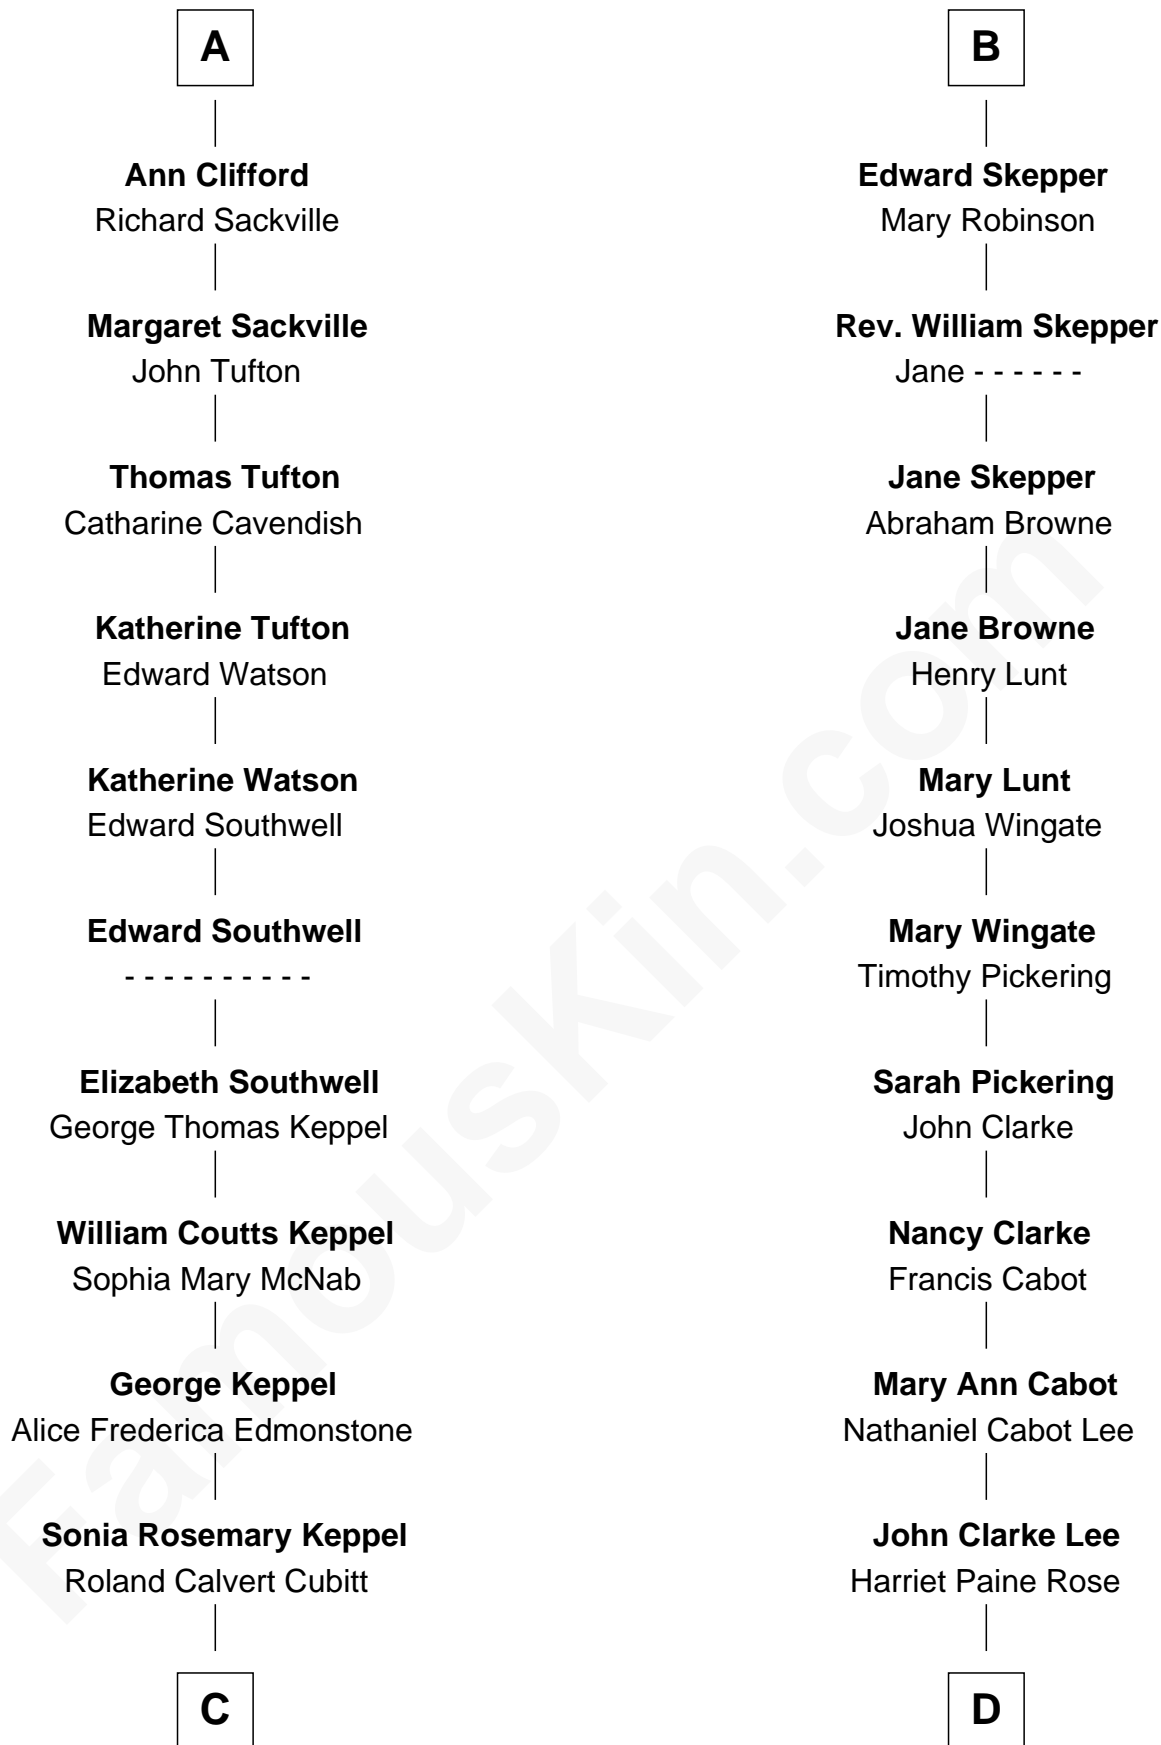 A
Ann Clifford
Richard Sackville
Margaret Sackville
John Tufton
Thomas Tufton
Catharine Cavendish
Katherine Tufton
Edward Watson
Katherine Watson
Edward Southwell
Edward Southwell
- - - - - - - - - -
Elizabeth Southwell
George Thomas Keppel
William Coutts Keppel
Sophia Mary McNab
George Keppel
Alice Frederica Edmonstone
Sonia Rosemary Keppel
Roland Calvert Cubitt
C
B
Edward Skepper
Mary Robinson
Rev. William Skepper
Jane - - - - - -
Jane Skepper
Abraham Browne
Jane Browne
Henry Lunt
Mary Lunt
Joshua Wingate
Mary Wingate
Timothy Pickering
Sarah Pickering
John Clarke
Nancy Clarke
Francis Cabot
Mary Ann Cabot
Nathaniel Cabot Lee
John Clarke Lee
Harriet Paine Rose
D
FamousKin.com